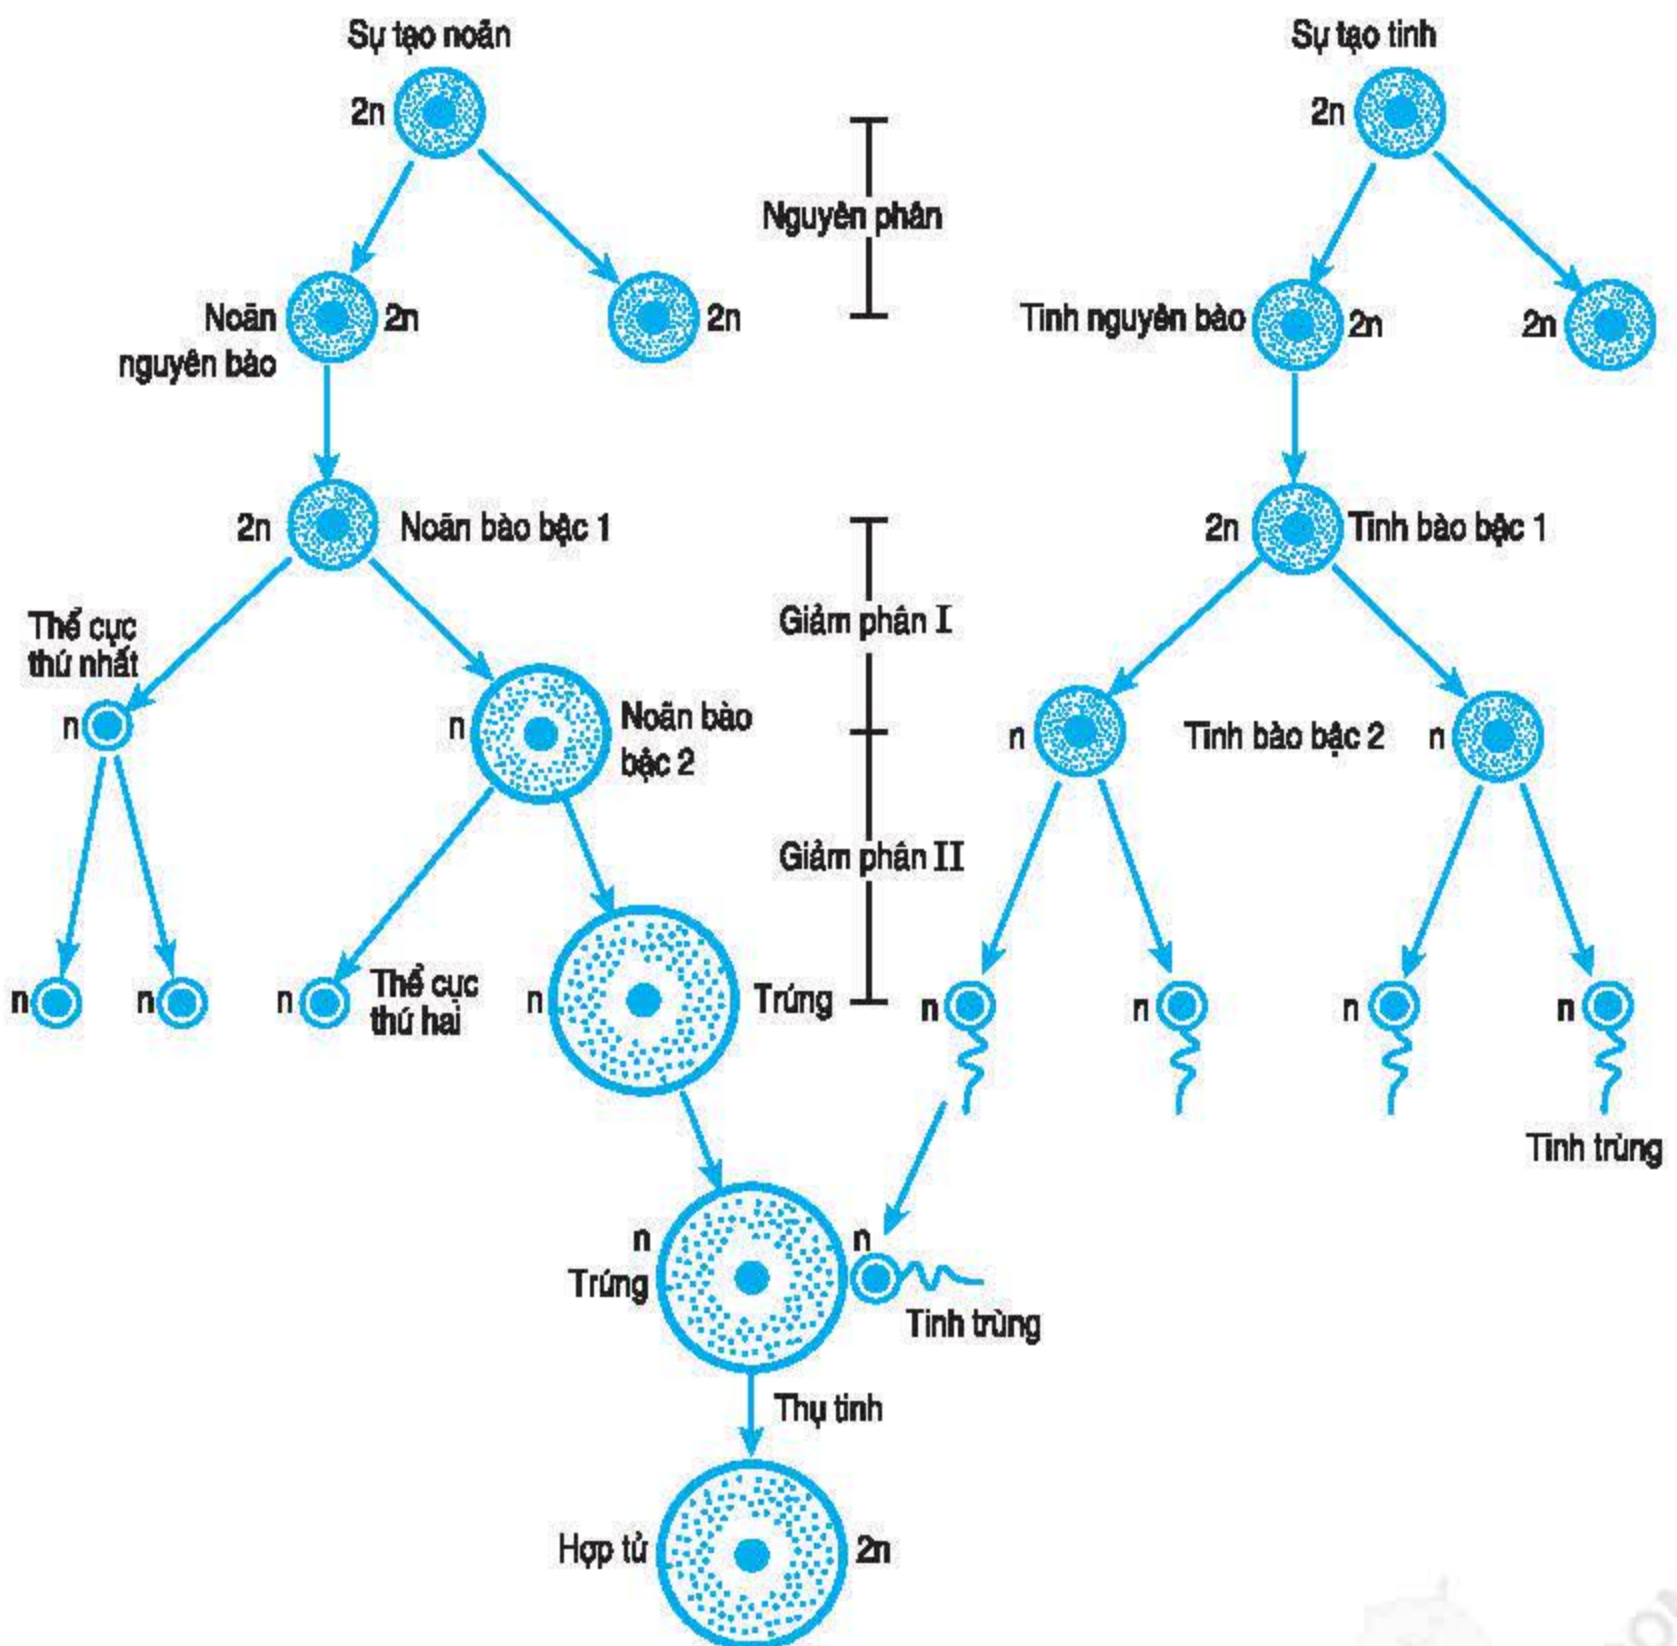 Sự tạo noãn
Sự tạo tinh
2n
2n
Nguyên phân
Noãn
nguyên bào
2n
2n
Tinh nguyên bào
2n
2n
2n
Noãn bào bậc 1
2n
Tinh bào bậc 1
Thể cực
thứ nhất
Giảm phân I
n
n
Noãn bào
bậc 2
n
Tinh bào bậc 2
n
Giảm phân II
n
n
n
Thể cực
thứ hai
n
Trứng
n
n
n
n
Tinh trùng
n
Trứng
n
Tinh trùng
Thụ tinh
Hợp tử
2n